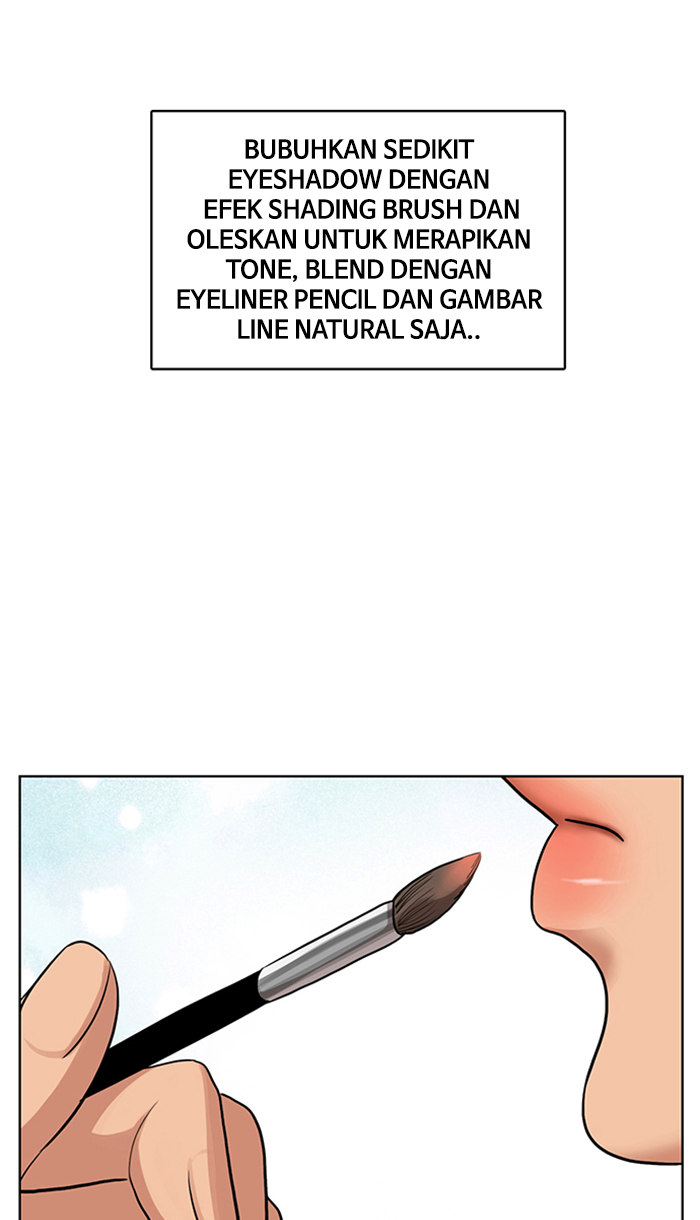 BUBUHKAN SEDIKIT
EYESHADOW DENGAN
EFEK SHADING BRUSH DAN
OLESKAN UNTUK MERAPIKAN
TONE, BLEND DENGAN
EYELINER PENCIL DAN GAMBAR
LINE NATURAL SAJA..